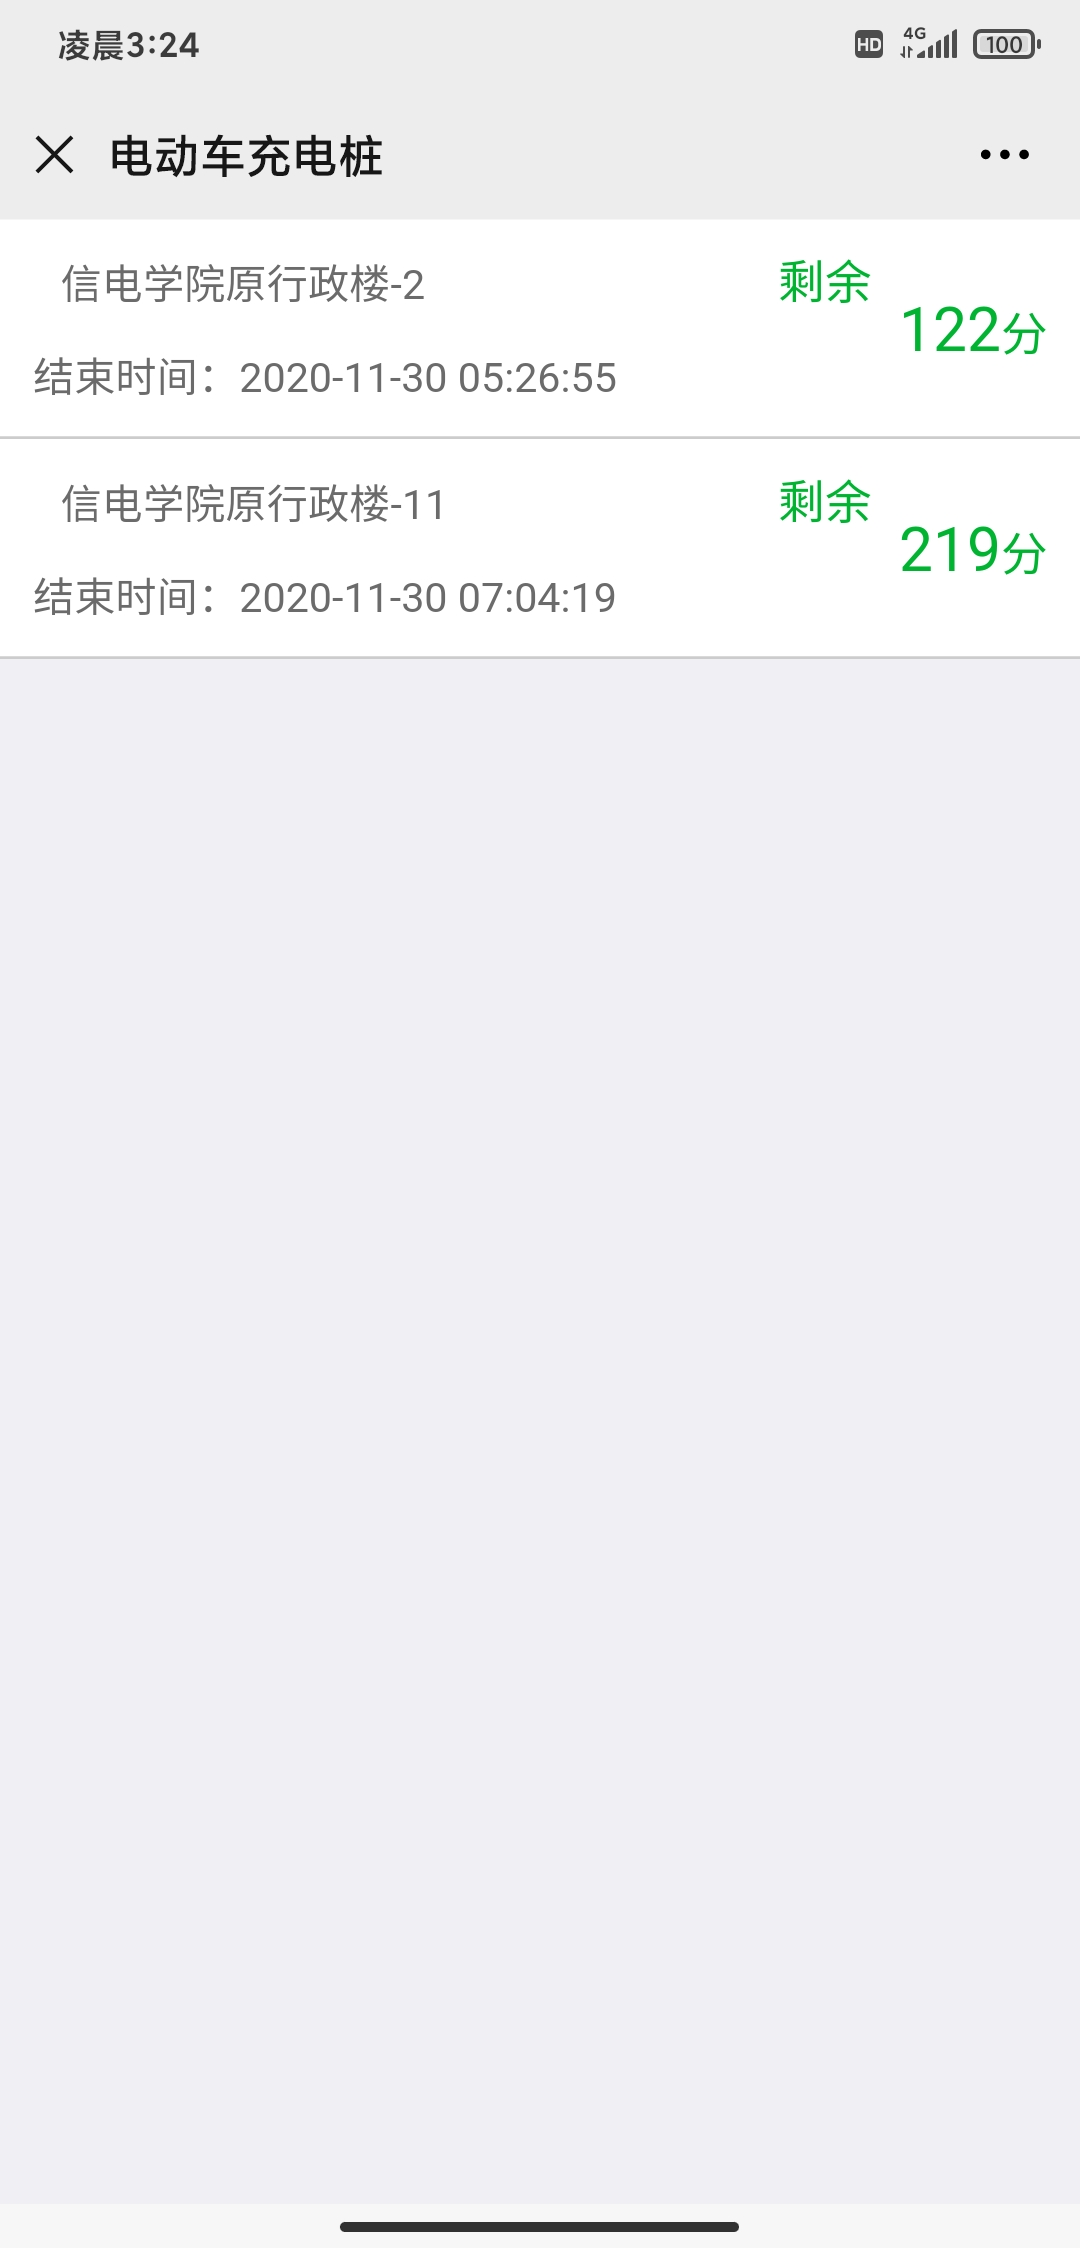 凌晨3:24 HD 4G 100
电动车充电桩
信电学院原行政楼-2 剩余
122分
结束时间：2020-11-30 05:26:55
信电学院原行政楼-11 剩余
219分
结束时间：2020-11-30 07:04:19